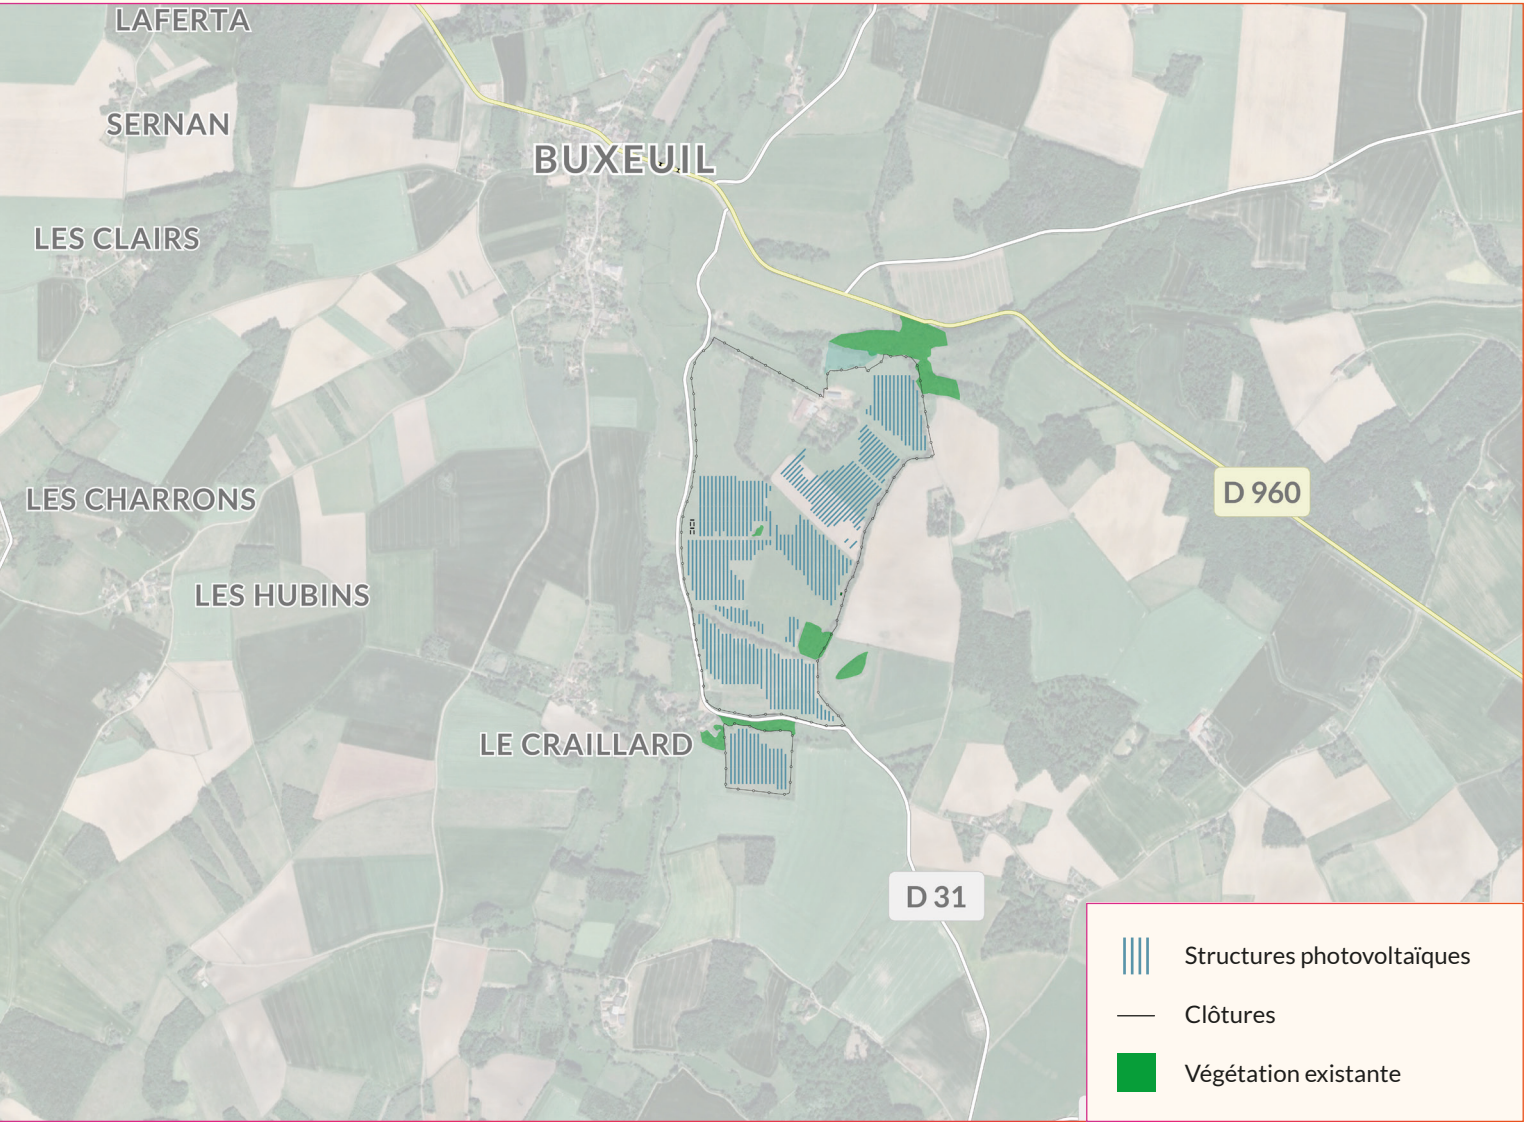 LAFERTA
SERNAN
BUXEUIL
LES CLAIRS
D 960
LES CHARRONS
LES HUBINS
LE CRAILLARD
D 31
Structures photovoltaïques
Clôtures
Végétation existante